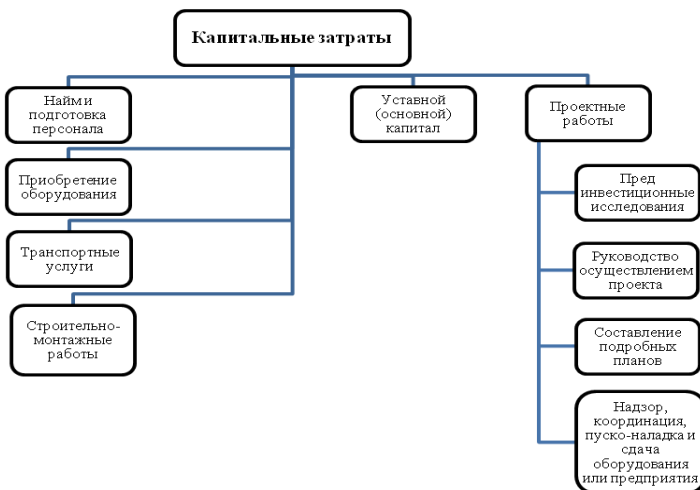 Капитальные затраты
Найм и
подготовка
персонала
Приобретение
оборудования
Транспортные
услуги
Строительно-
монтажные
работы
Уставной
(основной)
капитал
Проектные
работы
Пред
инвестиционные
исследования
Руководство
осуществлением
проекта
Составление
подробных
планов
Надзор,
координация,
пуско-наладка и
сдача
оборудования
или предприятия